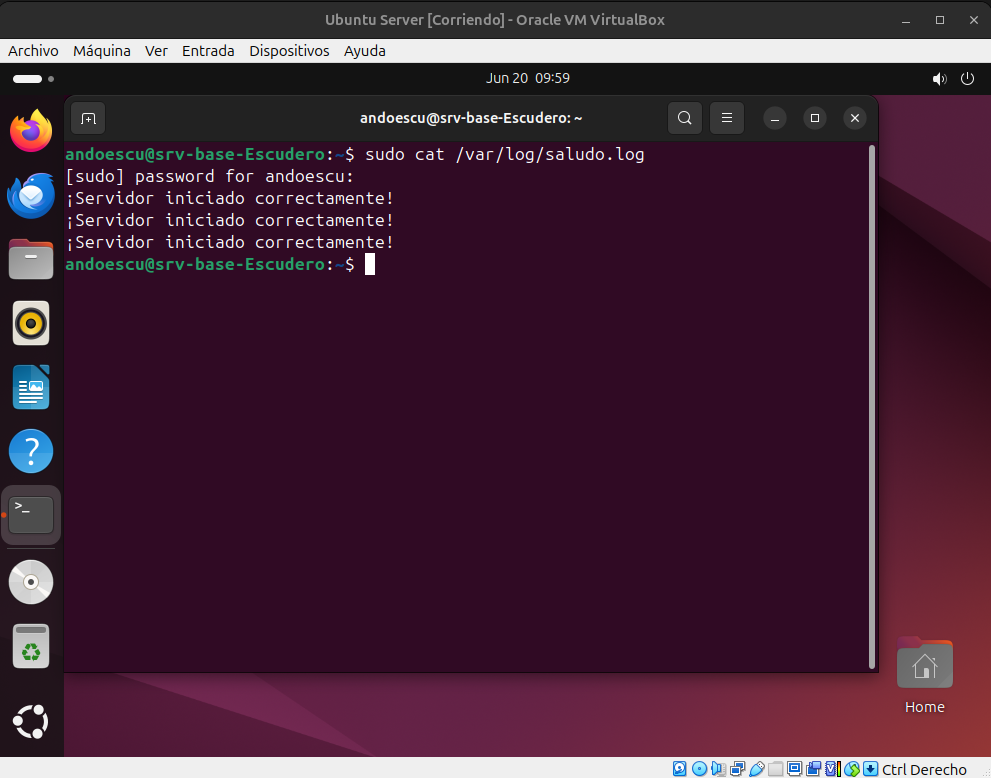 Ubuntu Server [Corriendo] - Oracle VM VirtualBox
Archivo Máquina Ver Entrada Dispositivos Ayuda
Jun 20 09:59
andoescu@srv-base-Escudero: ~
andoescu@srv-base-Escudero:~$ sudo cat /var/log/saludo.log
[sudo] password for andoescu:
¡Servidor iniciado correctamente!
¡Servidor iniciado correctamente!
¡Servidor iniciado correctamente!
andoescu@srv-base-Escudero:~$
Home
Ctrl Derecho